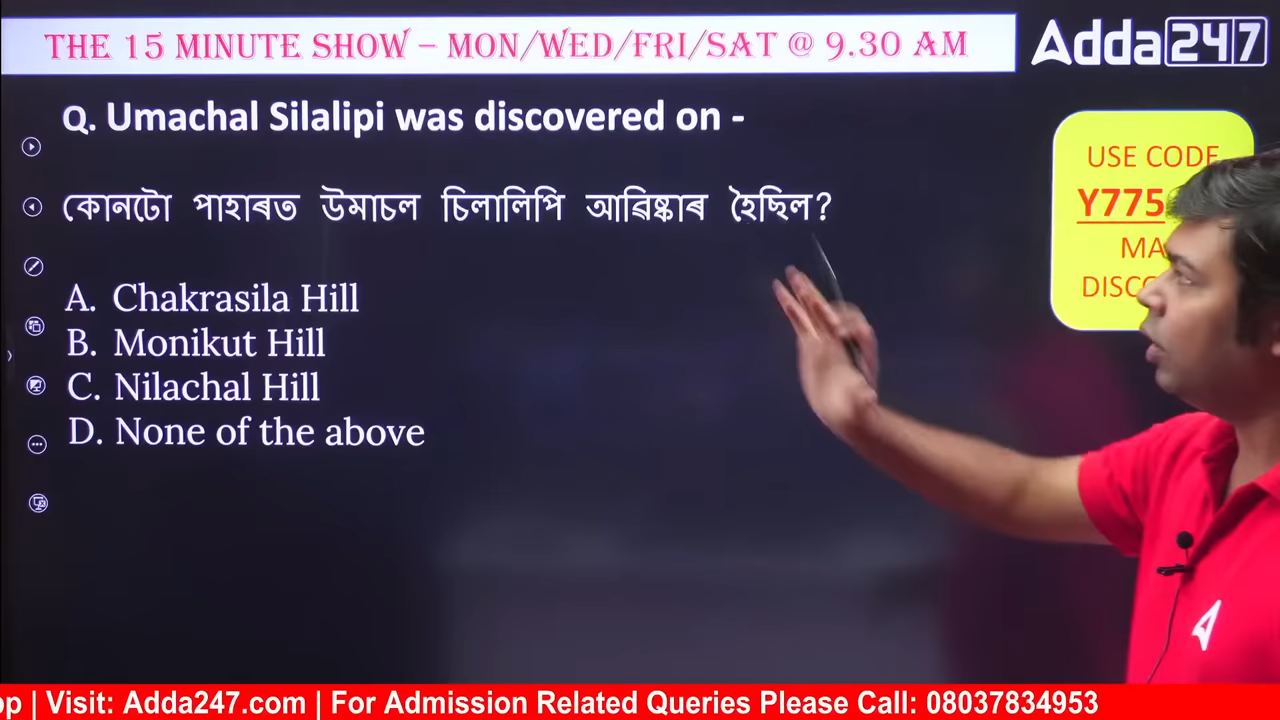 THE 15 MINUTE SHOW – MON/WED/FRI/SAT @ 9.30 AM
Adda247
Q. Umachal Silalipi was discovered on -
কোনটো পাহাৰত উমাচল চিলালিপি আৱিষ্কাৰ হৈছিল?
A. Chakrasila Hill
B. Monikut Hill
C. Nilachal Hill
D. None of the above
USE CODE
Y775
| Visit: Adda247.com | For Admission Related Queries Please Call: 08037834953